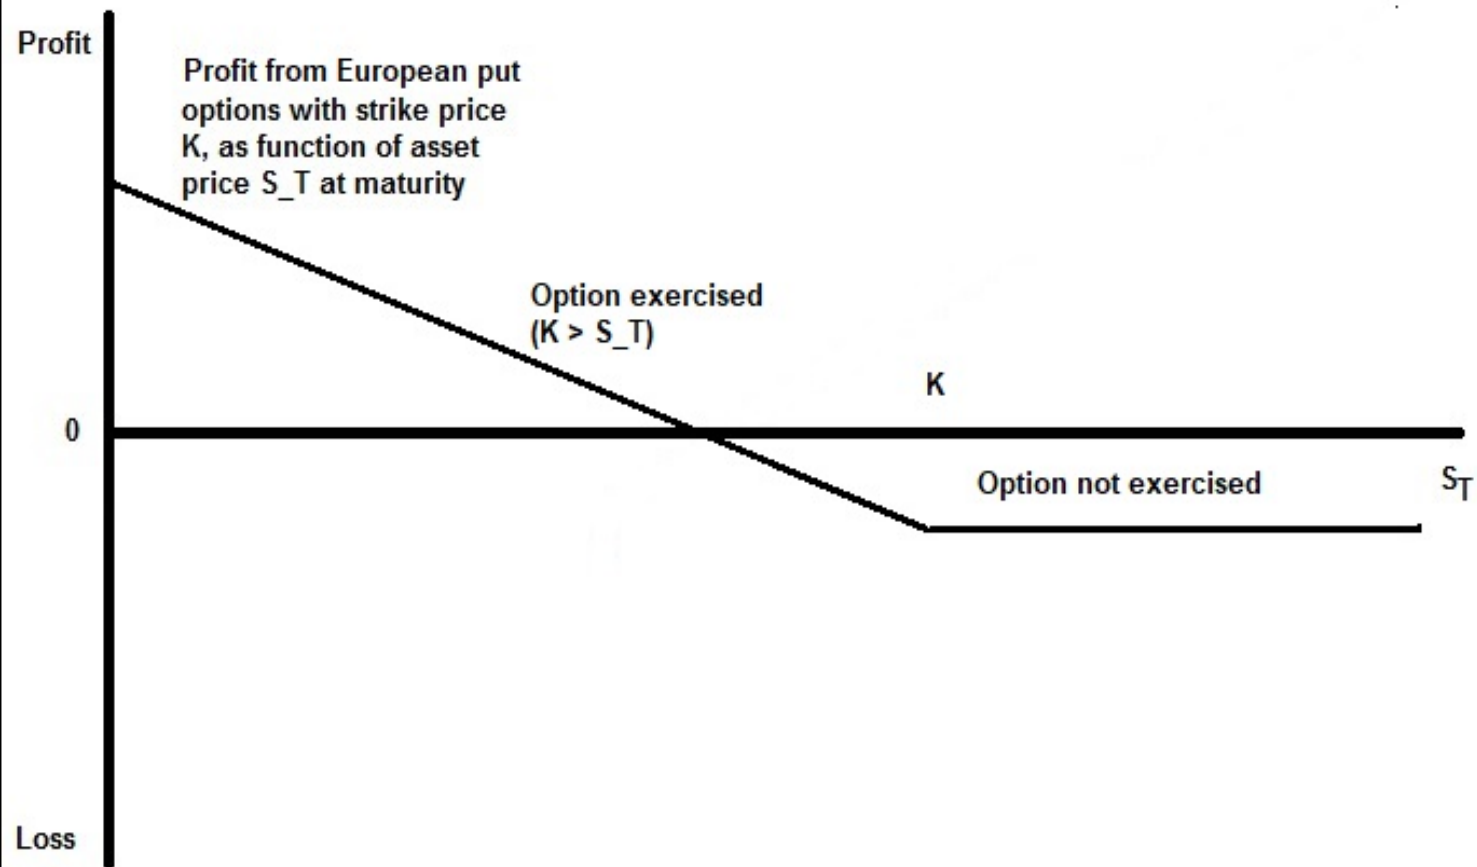 Profit
Profit from European put
options with strike price
K, as function of asset
price S_T at maturity
Option exercised
(K > S_T)
K
0
Option not exercised
S_T
Loss